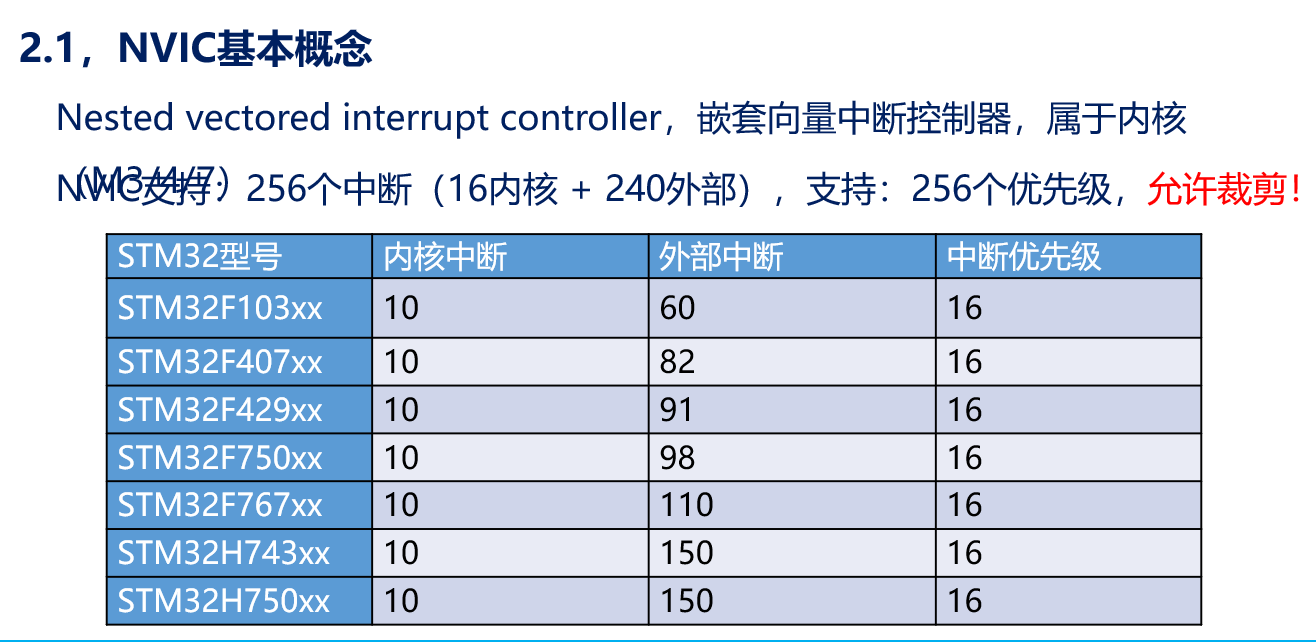 2.1，NVIC基本概念
Nested vectored interrupt controller，嵌套向量中断控制器，属于内核
（M3/4/7）
NVIC支持：256个中断（16内核 + 240外部），支持：256个优先级，允许裁剪！
STM32型号 内核中断 外部中断 中断优先级
STM32F103xx 10 60 16
STM32F407xx 10 82 16
STM32F429xx 10 91 16
STM32F750xx 10 98 16
STM32F767xx 10 110 16
STM32H743xx 10 150 16
STM32H750xx 10 150 16